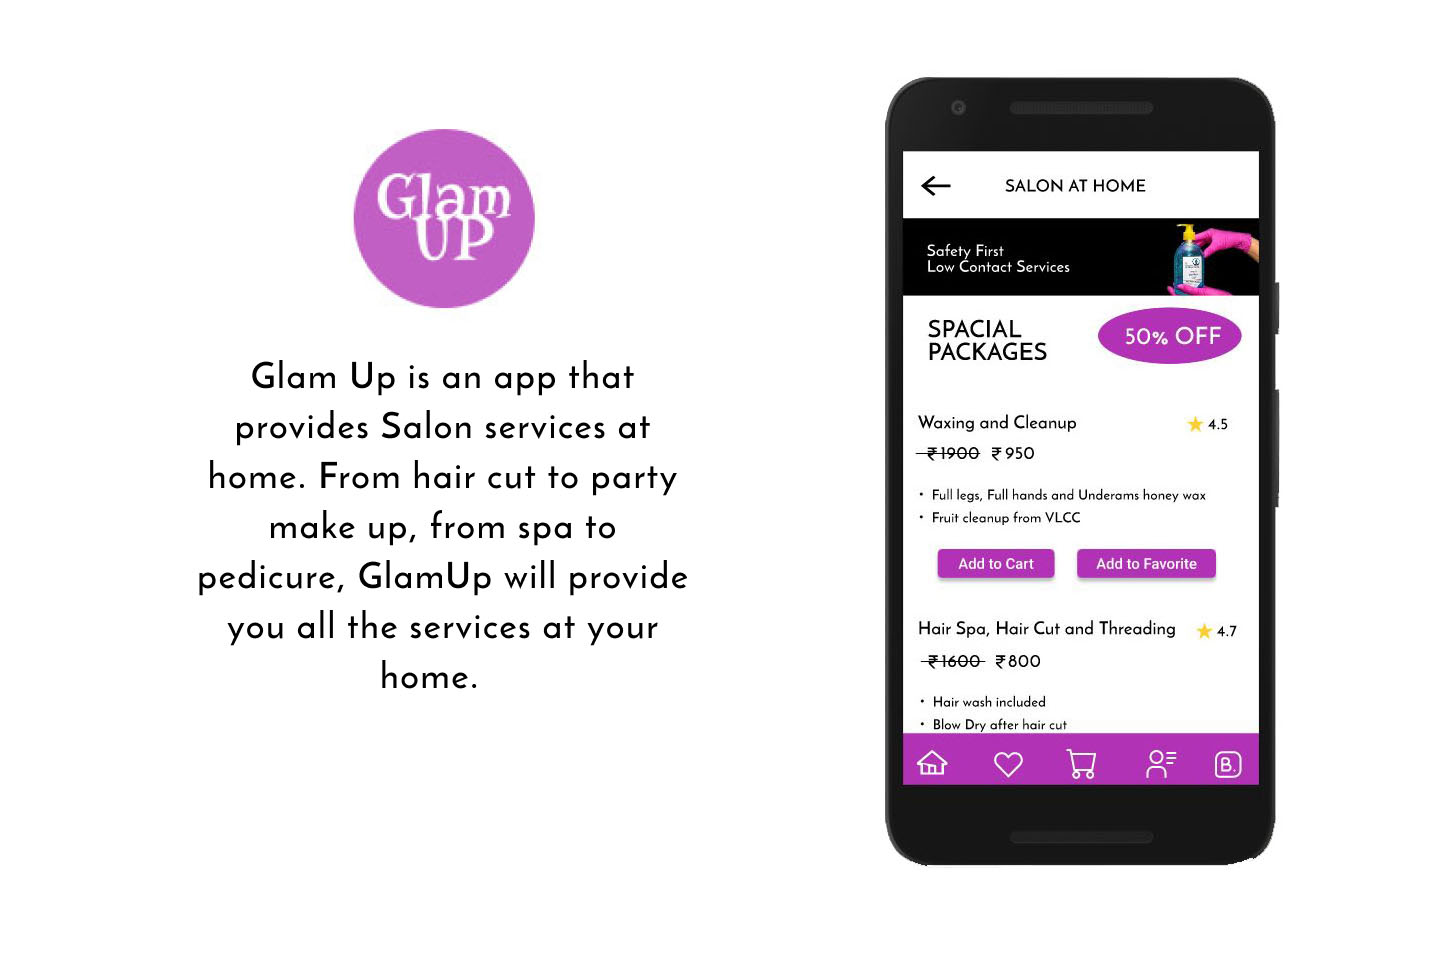 Glam
UP
Glam Up is an app that
provides Salon services at
home. From hair cut to party
make up, from spa to
pedicure, GlamUp will provide
you all the services at your
home.
SALON AT HOME
Safety First
Low Contact Services
SPACIAL
PACKAGES
50% OFF
Waxing and Cleanup
4.5
₹1900 ₹950
• Full legs, Full hands and Underams honey wax
• Fruit cleanup from VLCC
Add to Cart
Add to Favorite
Hair Spa, Hair Cut and Threading
4.7
₹1600 ₹800
• Hair wash included
• Blow Dry after hair cut
B.